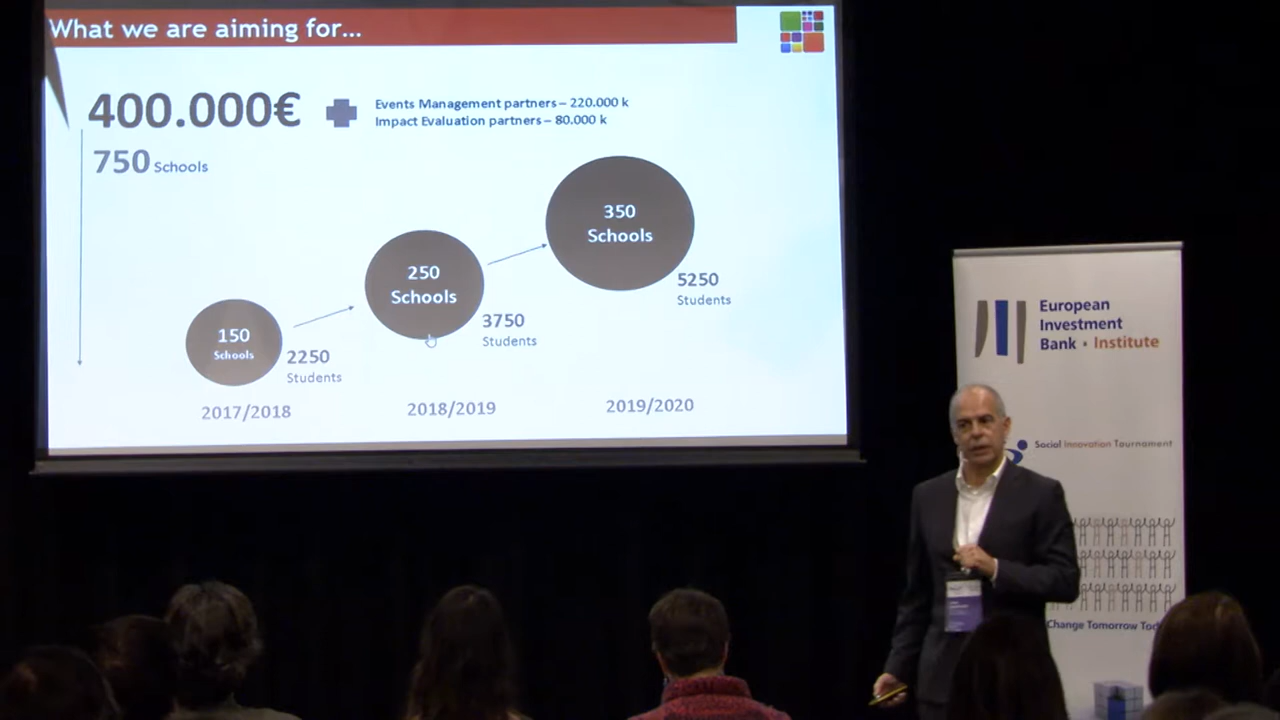 What we are aiming for...
400.000€
Events Management partners – 220.000 k
Impact Evaluation partners – 80.000 k
750 Schools
350
Schools
5250
Students
250
Schools
3750
Students
150
Schools
2250
Students
2017/2018
2018/2019
2019/2020
European
Investment
Bank · Institute
Social Innovation Tournament
Change Tomorrow Tod